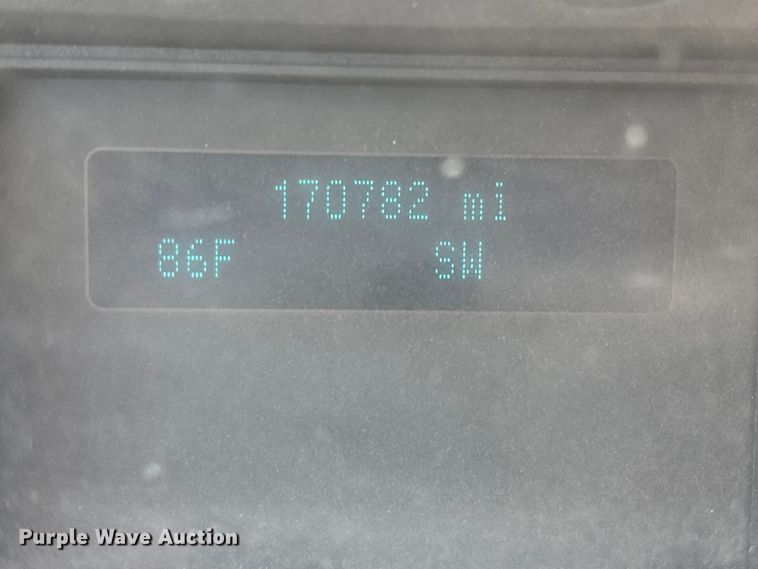 170782 mi
86F SW
Purple Wave Auction